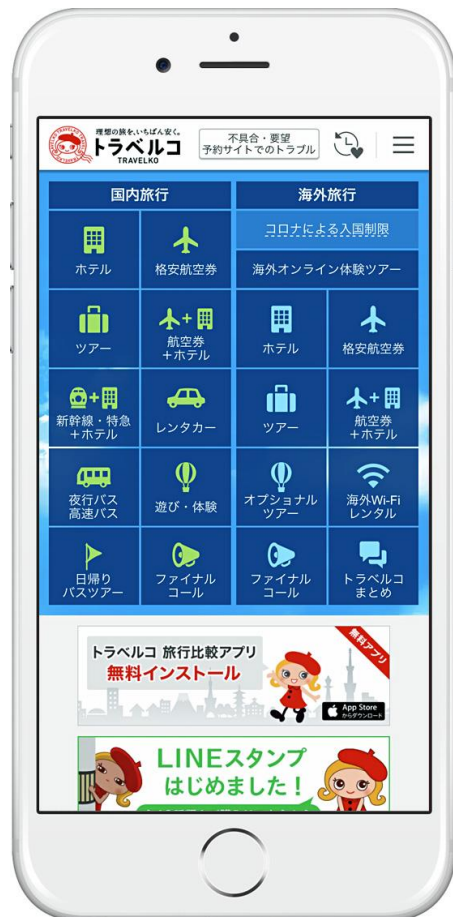 理想の旅を、いちばん安く。
トラベルコ
TRAVELKO
不具合・要望
予約サイトでのトラブル
国内旅行
海外旅行
ホテル
格安航空券
コロナによる入国制限
海外オンライン体験ツアー
ツアー
航空券
+ホテル
ホテル
格安航空券
新幹線・特急
+ホテル
レンタカー
ツアー
航空券
+ホテル
夜行バス
高速バス
遊び・体験
オプショナル
ツアー
海外Wi-Fi
レンタル
日帰り
バスツアー
ファイナル
コール
ファイナル
コール
トラベルコ
まとめ
トラベルコ 旅行比較アプリ
無料インストール
無料アプリ
App Store
からダウンロード
LINEスタンプ
はじめました!